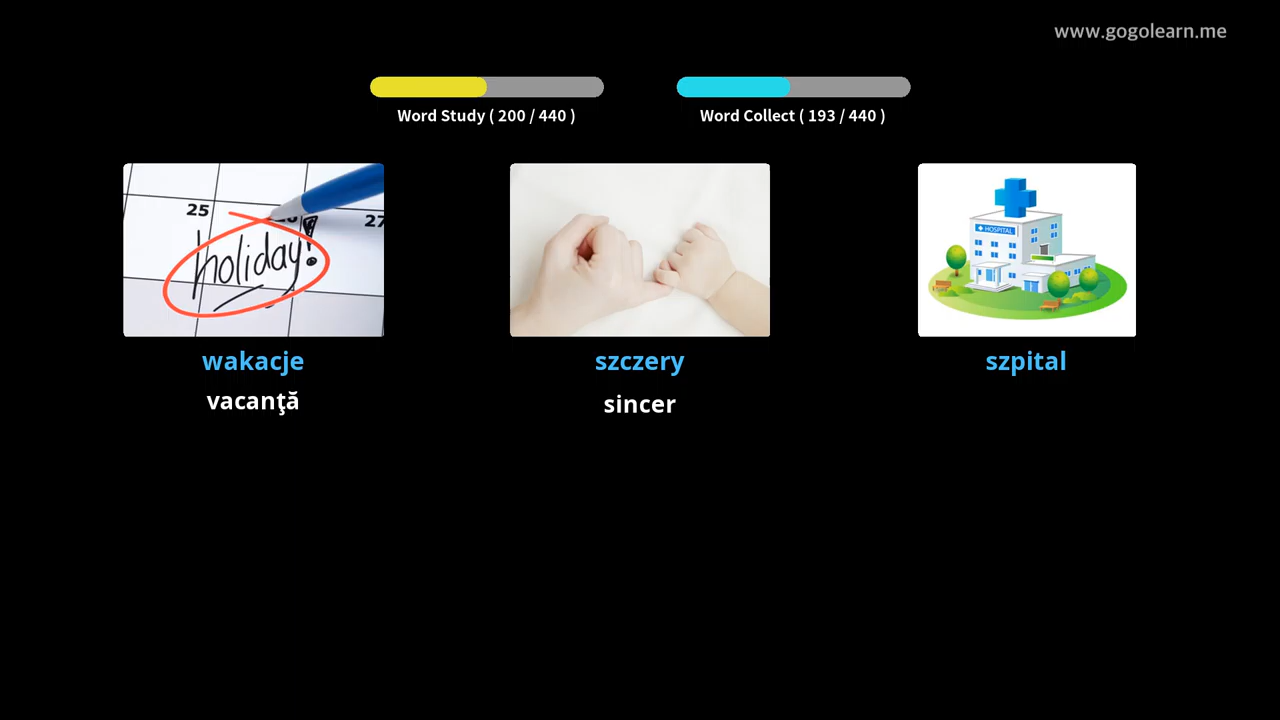 www.gogolearn.me
Word Study ( 200 / 440 )
Word Collect ( 193 / 440 )
25
27
holiday!
HOSPITAL
wakacje
szczery
szpital
vacanţă
sincer